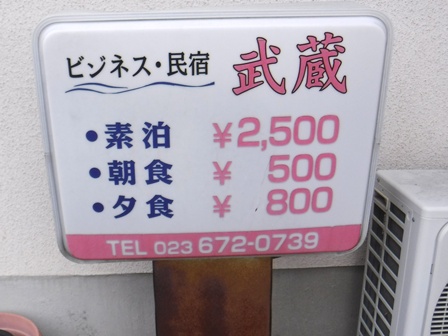 ビジネス・民宿 武蔵
・素泊 ¥2,500
・朝食 ¥ 500
・夕食 ¥ 800
TEL 023 672-0739